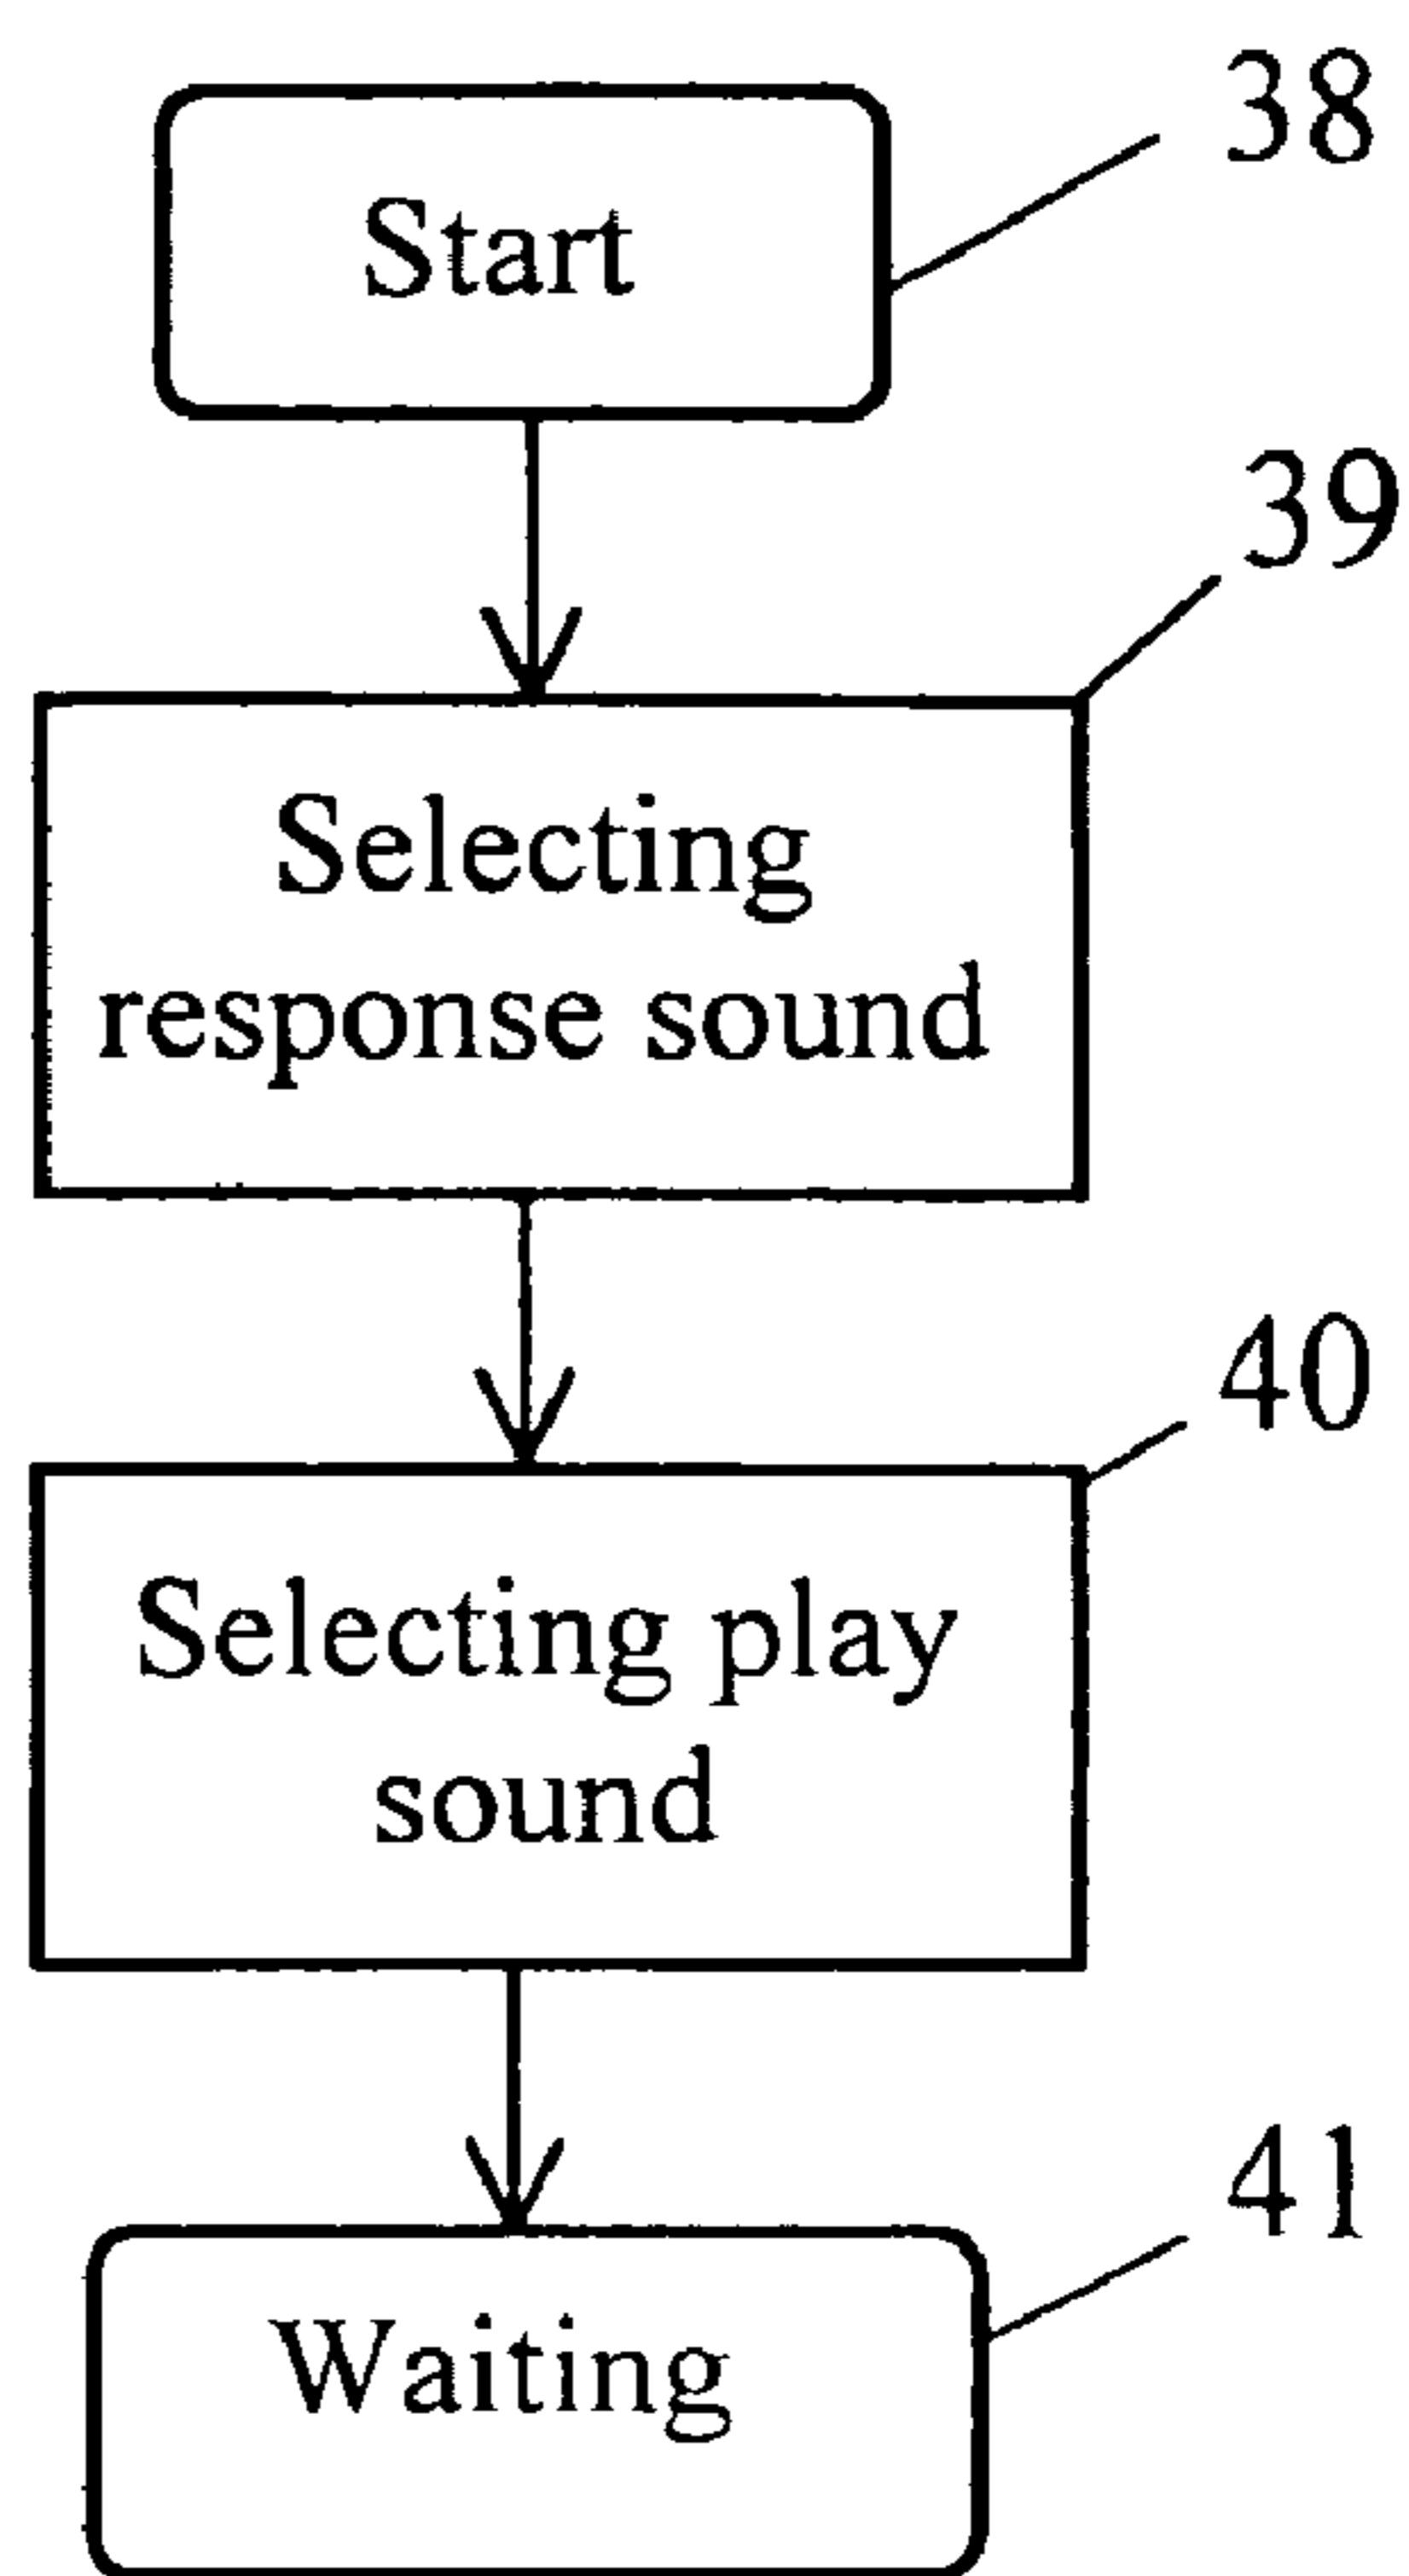 38
Start
39
Selecting
response sound
40
Selecting play
sound
41
Waiting